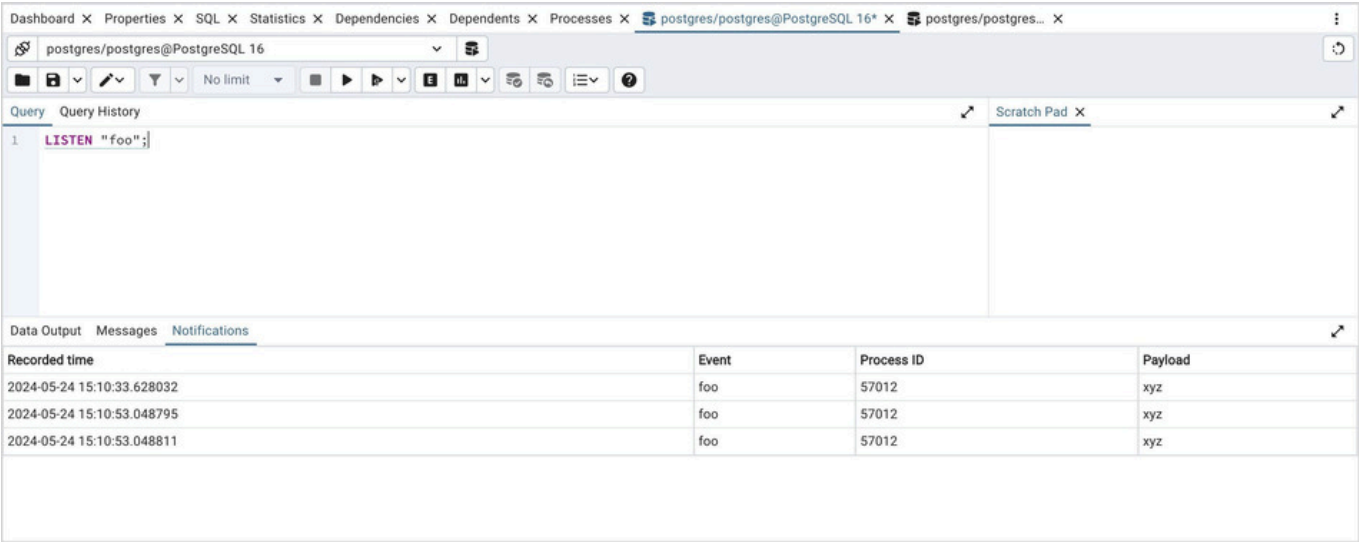 Dashboard Properties SQL Statistics Dependencies Dependents Processes postgres/postgres@PostgreSQL 16* postgres/postgres...
postgres/postgres@PostgreSQL 16
No limit E
Query Query History Scratch Pad
1 LISTEN "foo";
Data Output Messages Notifications
Recorded time Event Process ID Payload
2024-05-24 15:10:33.628032 foo 57012 xyz
2024-05-24 15:10:53.048795 foo 57012 xyz
2024-05-24 15:10:53.048811 foo 57012 xyz